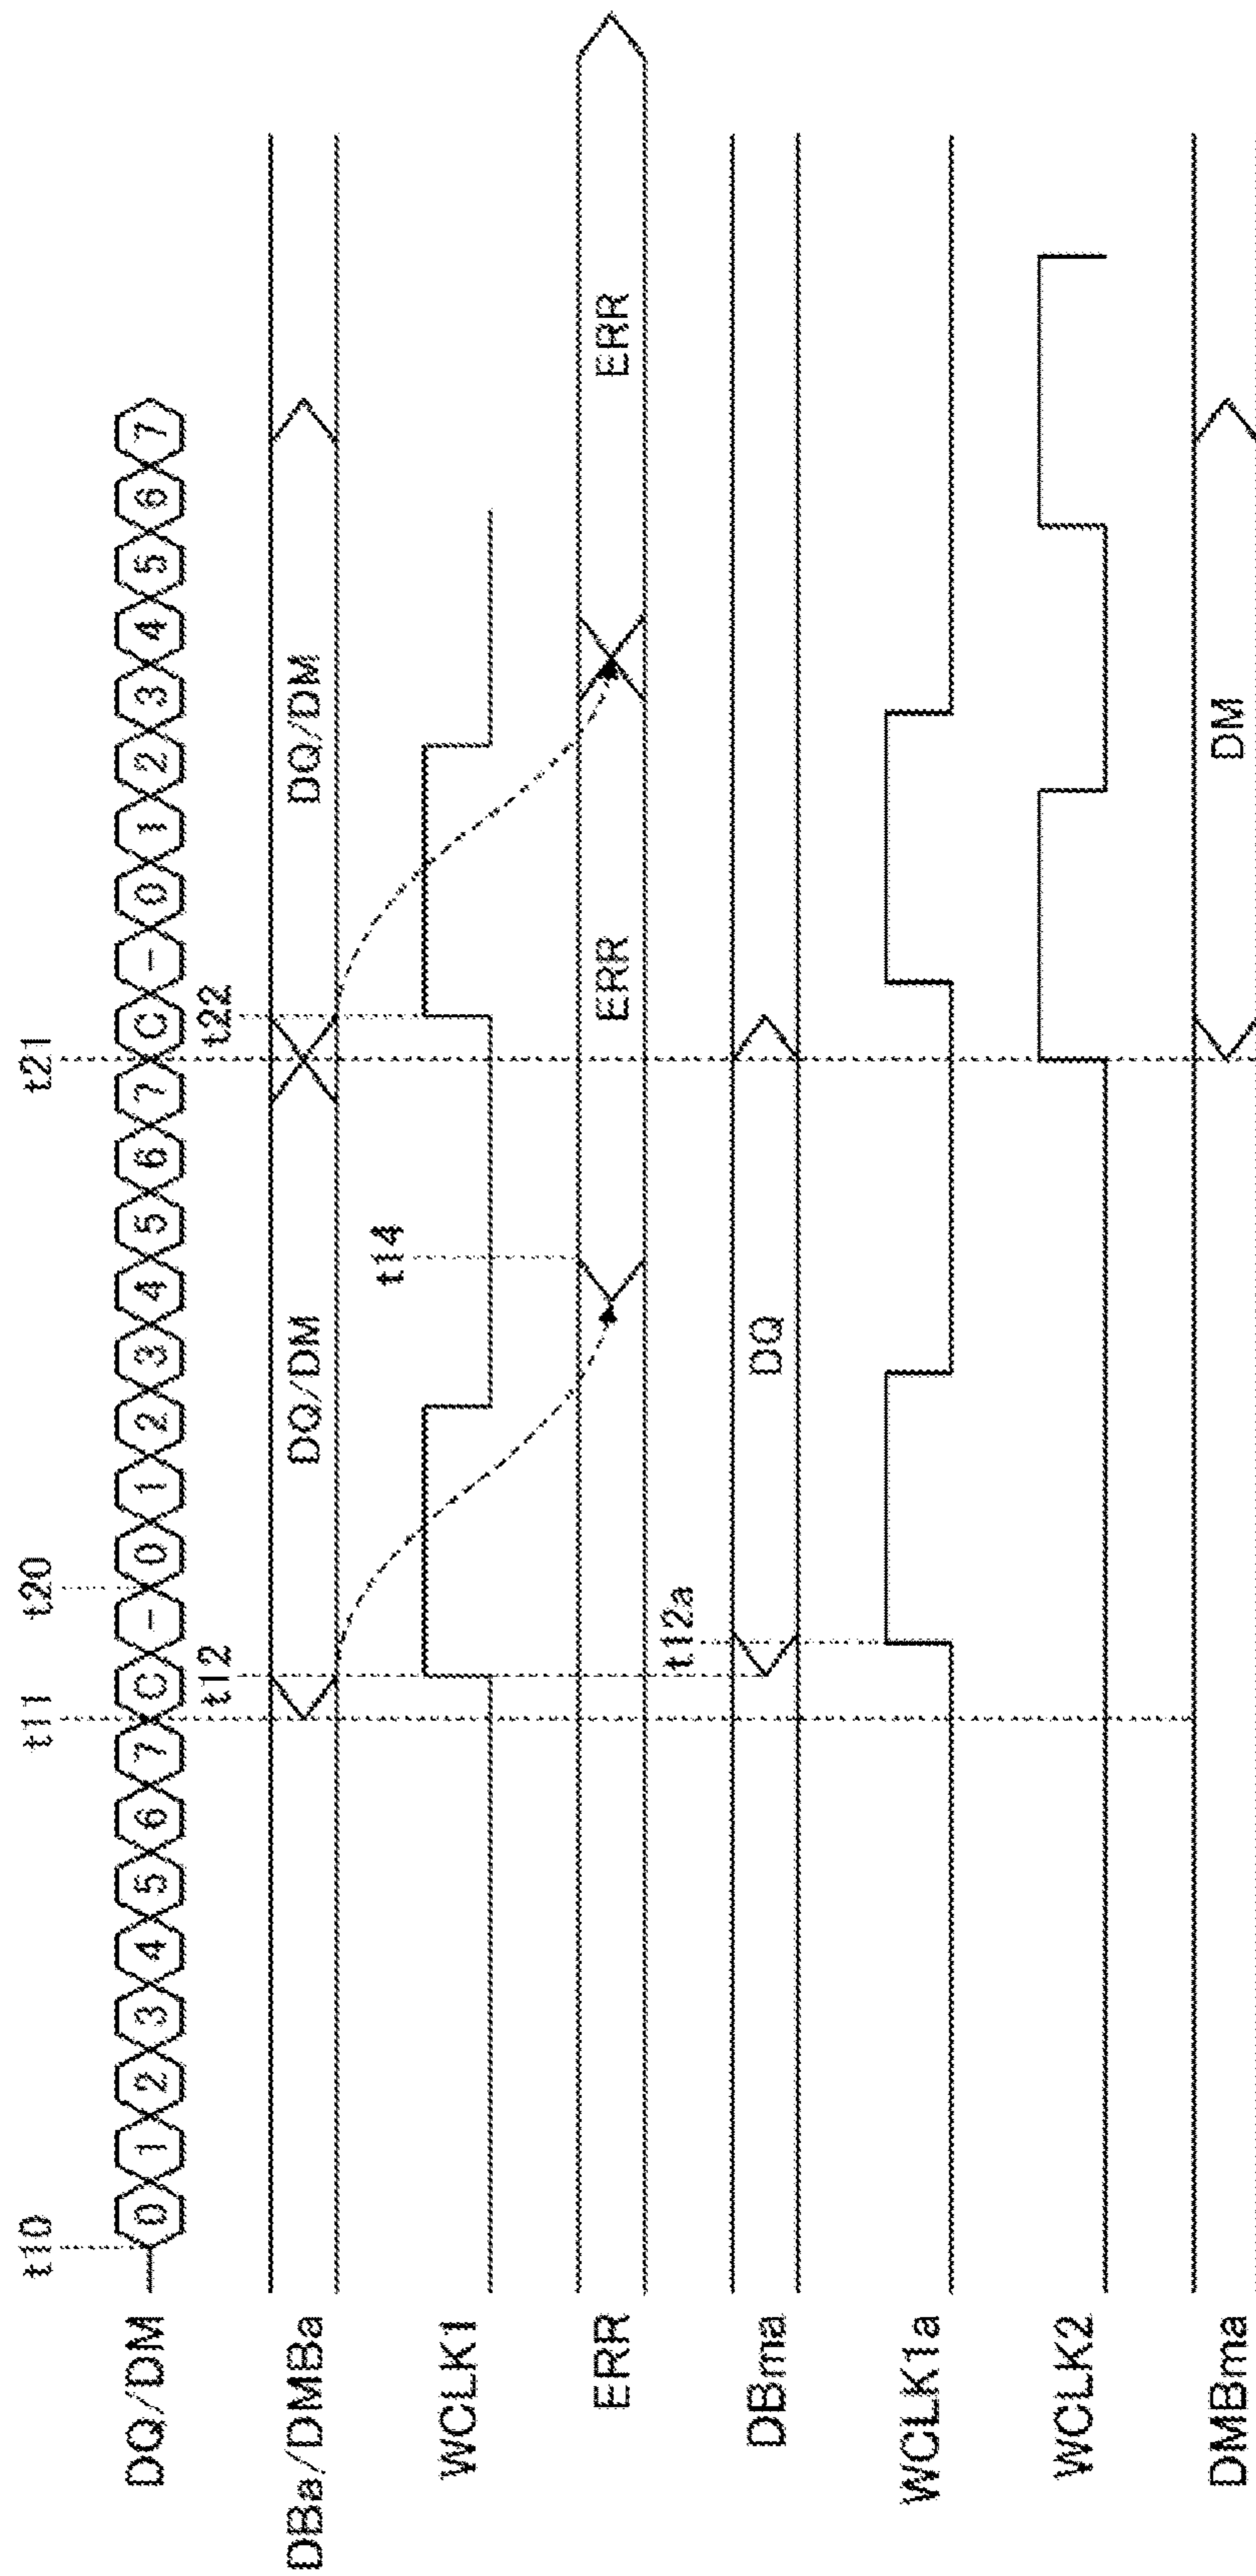 t10 t11 t20 t21
DQ/DM 0 1 2 3 4 5 6 7 C - 0 1 2 3 4 5 6 7 C - 0 1 2 3 4 5 6 7
t12 t22
DBa/DMBa DQ/DM DQ/DM
t14
WCLK1
ERR ERR ERR
t12a
DBma DQ
WCLK1a
WCLK2
DMBma DM